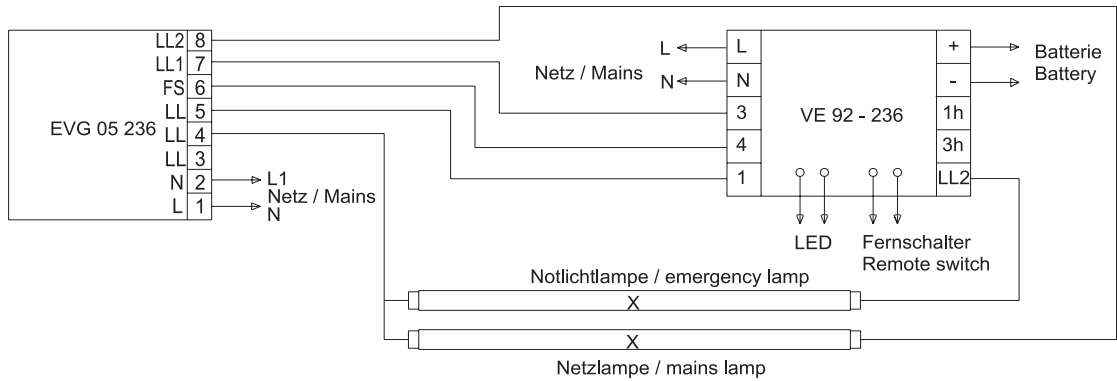 EVG 05 236
LL2 8
LL1 7
FS 6
LL 5
LL 4
LL 3
N 2
L 1
L1
Netz / Mains
N
L
Netz / Mains
N
L
N
3
4
1
VE 92 - 236
+
-
1h
3h
LL2
Batterie
Battery
LED
Fernschalter
Remote switch
Notlichtlampe / emergency lamp
X
X
Netzlampe / mains lamp